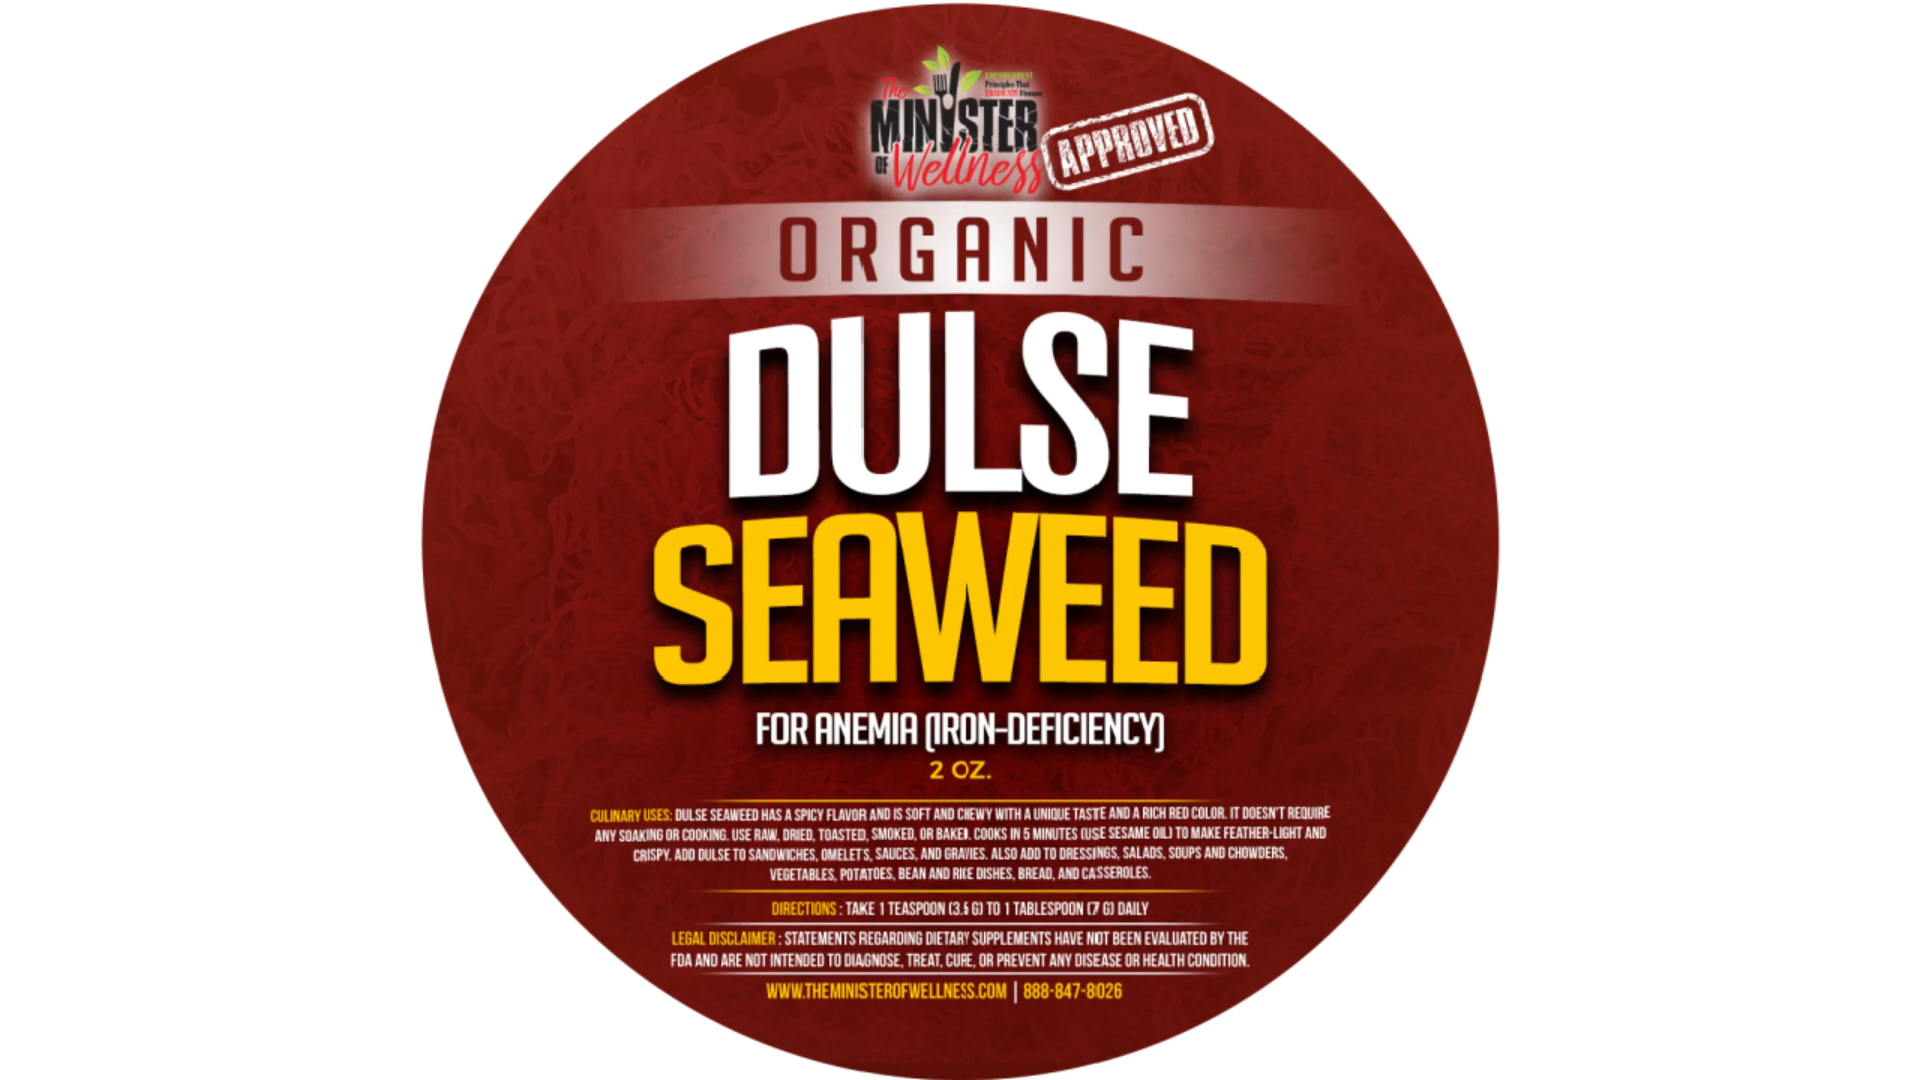 The
EMPOWERMENT
Principles That
ERADICATE Disease
MINISTER
OF Wellness
APPROVED
ORGANIC
DULSE
SEAWEED
FOR ANEMIA (IRON-DEFICIENCY)
2 OZ.
CULINARY USES: DULSE SEAWEED HAS A SPICY FLAVOR AND IS SOFT AND CHEWY WITH A UNIQUE TASTE AND A RICH RED COLOR. IT DOESN'T REQUIRE
ANY SOAKING OR COOKING. USE RAW, DRIED, TOASTED, SMOKED, OR BAKED. COOKS IN 5 MINUTES (USE SESAME OIL) TO MAKE FEATHER-LIGHT AND
CRISPY. ADD DULSE TO SANDWICHES, OMELETS, SAUCES, AND GRAVIES. ALSO ADD TO DRESSINGS, SALADS, SOUPS AND CHOWDERS,
VEGETABLES, POTATOES, BEAN AND RICE DISHES, BREAD, AND CASSEROLES.
DIRECTIONS : TAKE 1 TEASPOON (3.5 G) TO 1 TABLESPOON (7 G) DAILY
LEGAL DISCLAIMER : STATEMENTS REGARDING DIETARY SUPPLEMENTS HAVE NOT BEEN EVALUATED BY THE
FDA AND ARE NOT INTENDED TO DIAGNOSE, TREAT, CURE, OR PREVENT ANY DISEASE OR HEALTH CONDITION.
WWW.THEMINISTEROFWELLNESS.COM | 888-847-8026